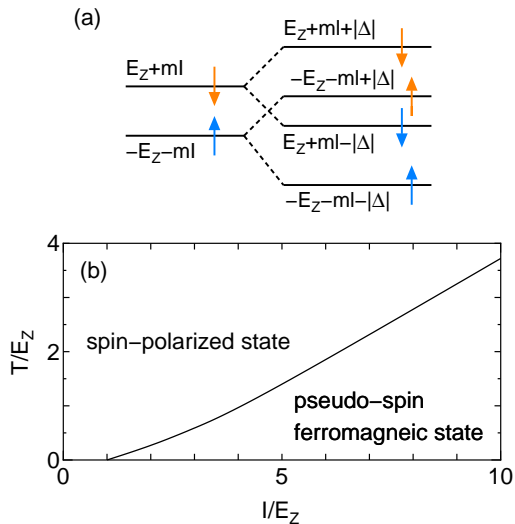 (a)
E_Z+mI+|Δ|
E_Z+mI
−E_Z−mI+|Δ|
E_Z+mI−|Δ|
−E_Z−mI
−E_Z−mI−|Δ|
(b)
4
2
0
T/E_Z
spin−polarized state
pseudo−spin
ferromagneic state
0 5 10
I/E_Z